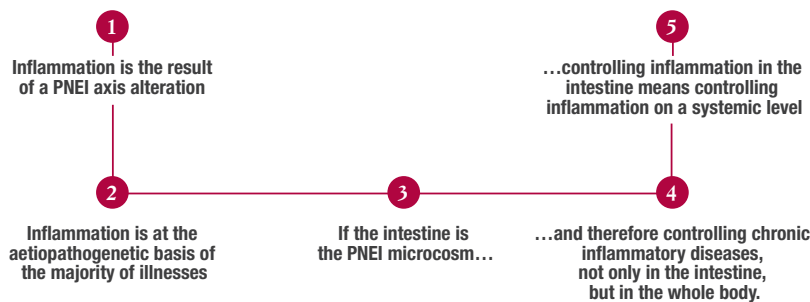 1
Inflammation is the result
of a PNEI axis alteration
2
Inflammation is at the
aetiopathogenetic basis of
the majority of illnesses
3
If the intestine is
the PNEI microcosm…
4
…and therefore controlling chronic
inflammatory diseases,
not only in the intestine,
but in the whole body.
5
…controlling inflammation in the
intestine means controlling
inflammation on a systemic level